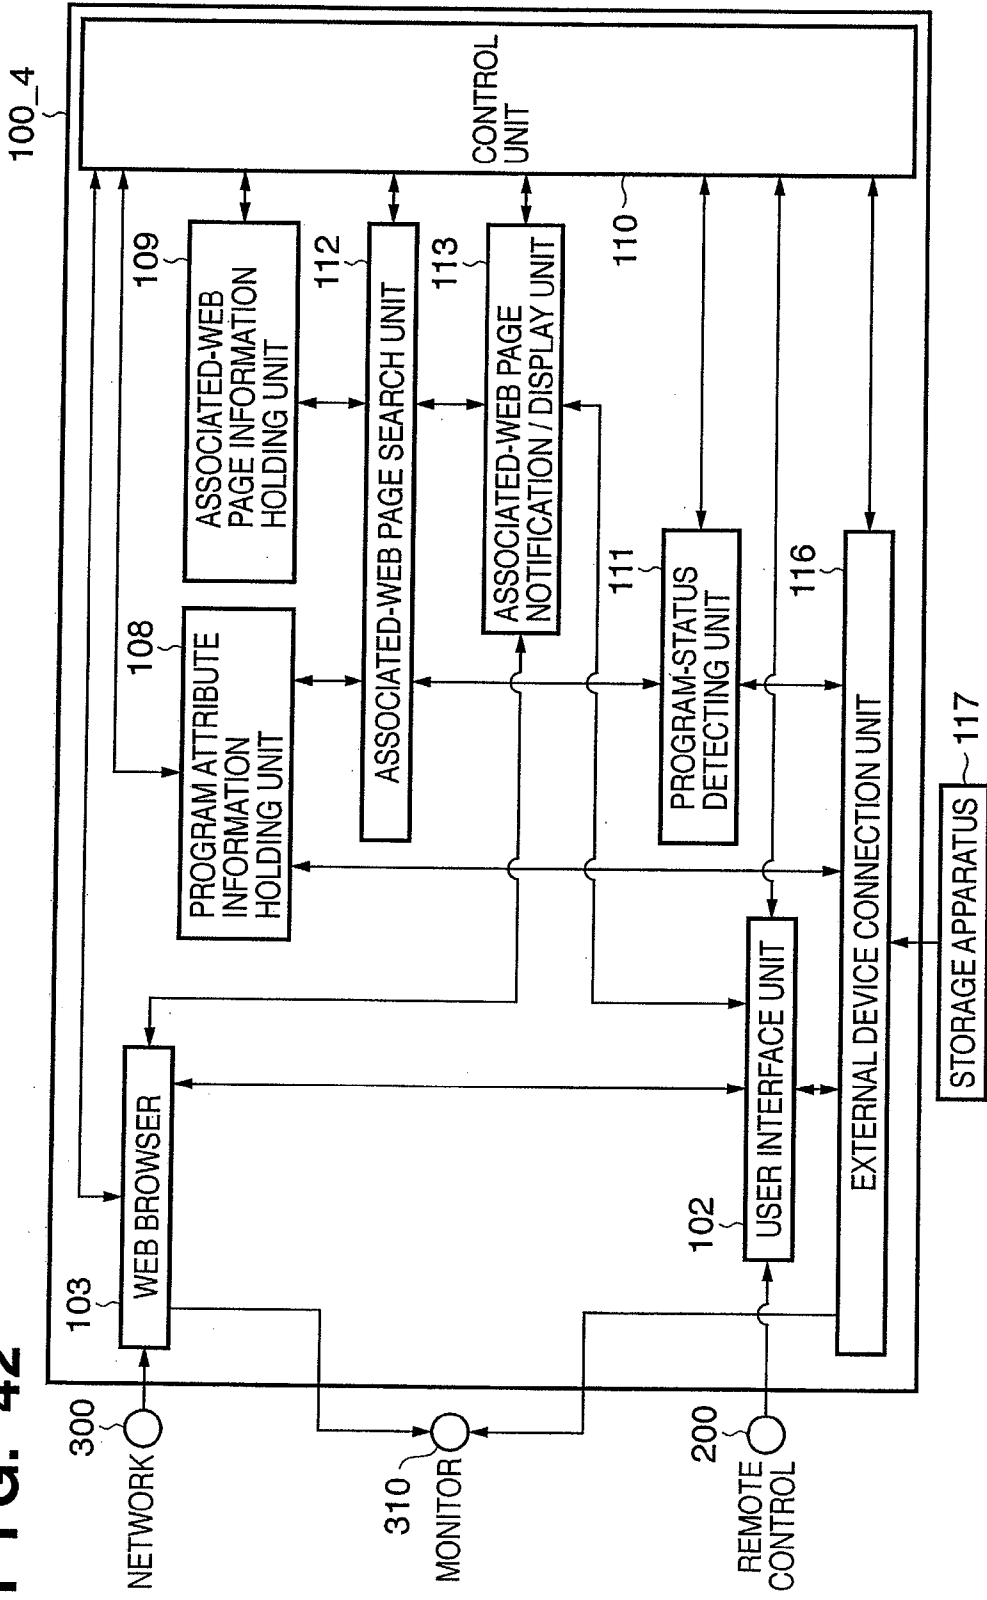 FIG. 42
100_4
NETWORK
300
103
WEB BROWSER
108
PROGRAM ATTRIBUTE
INFORMATION
HOLDING UNIT
109
ASSOCIATED-WEB
PAGE INFORMATION
HOLDING UNIT
112
ASSOCIATED-WEB PAGE SEARCH UNIT
113
ASSOCIATED-WEB PAGE
NOTIFICATION / DISPLAY UNIT
CONTROL
UNIT
110
310
MONITOR
111
PROGRAM-STATUS
DETECTING UNIT
200
REMOTE
CONTROL
102
USER INTERFACE UNIT
116
EXTERNAL DEVICE CONNECTION UNIT
STORAGE APPARATUS
117